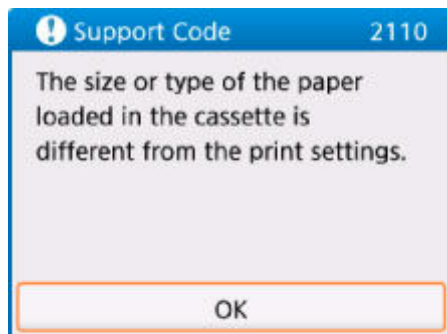 Support Code 2110
The size or type of the paper
loaded in the cassette is
different from the print settings.
OK